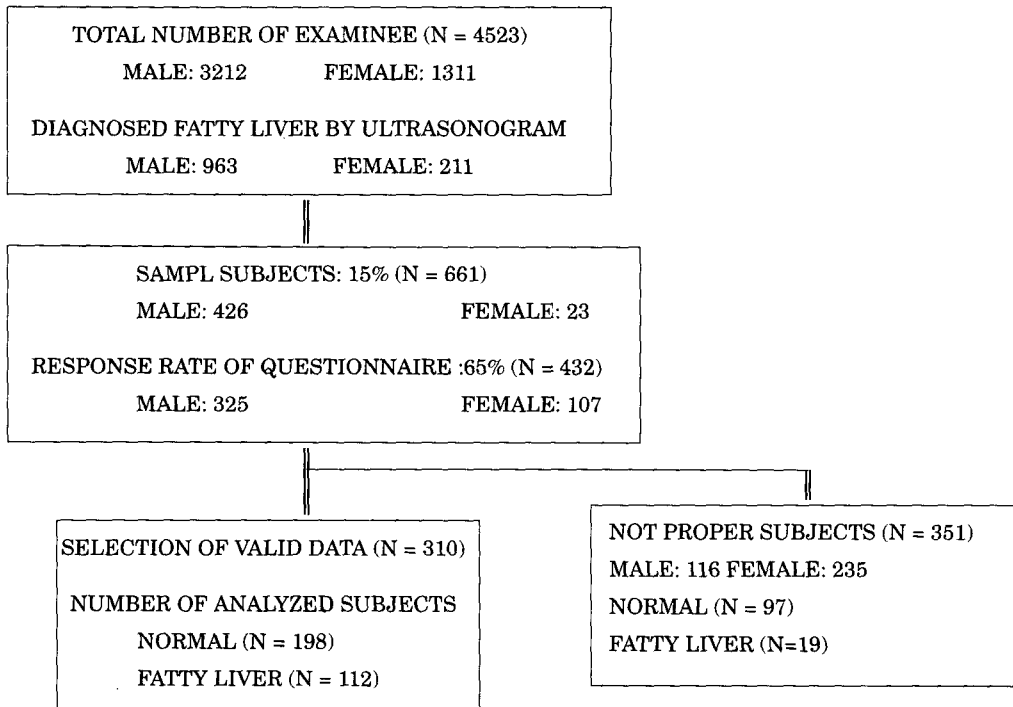 TOTAL NUMBER OF EXAMINEE (N = 4523)
MALE: 3212 FEMALE: 1311
DIAGNOSED FATTY LIVER BY ULTRASONOGRAM
MALE: 963 FEMALE: 211
SAMPL SUBJECTS: 15% (N = 661)
MALE: 426 FEMALE: 23
RESPONSE RATE OF QUESTIONNAIRE :65% (N = 432)
MALE: 325 FEMALE: 107
SELECTION OF VALID DATA (N = 310)
NUMBER OF ANALYZED SUBJECTS
NORMAL (N = 198)
FATTY LIVER (N = 112)
NOT PROPER SUBJECTS (N = 351)
MALE: 116 FEMALE: 235
NORMAL (N = 97)
FATTY LIVER (N=19)